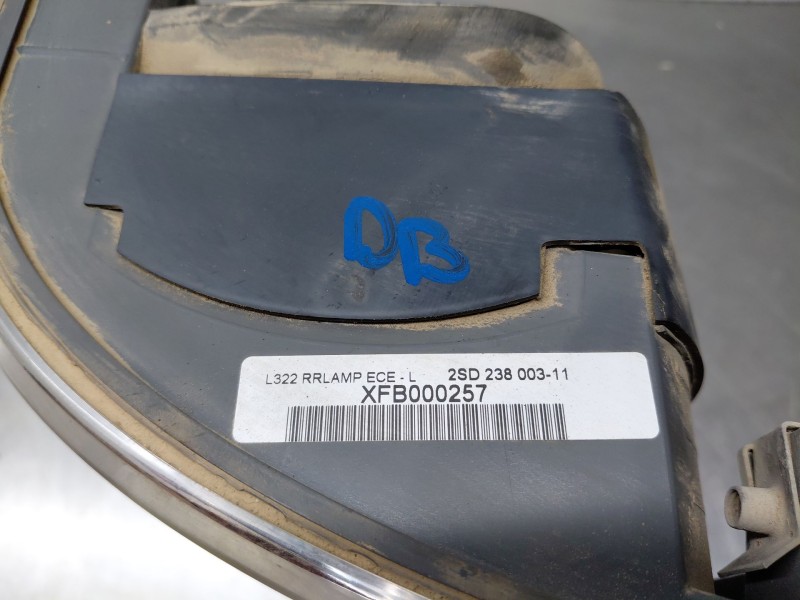 DB
L322 RRLAMP ECE - L 2SD 238 003-11
XFB000257